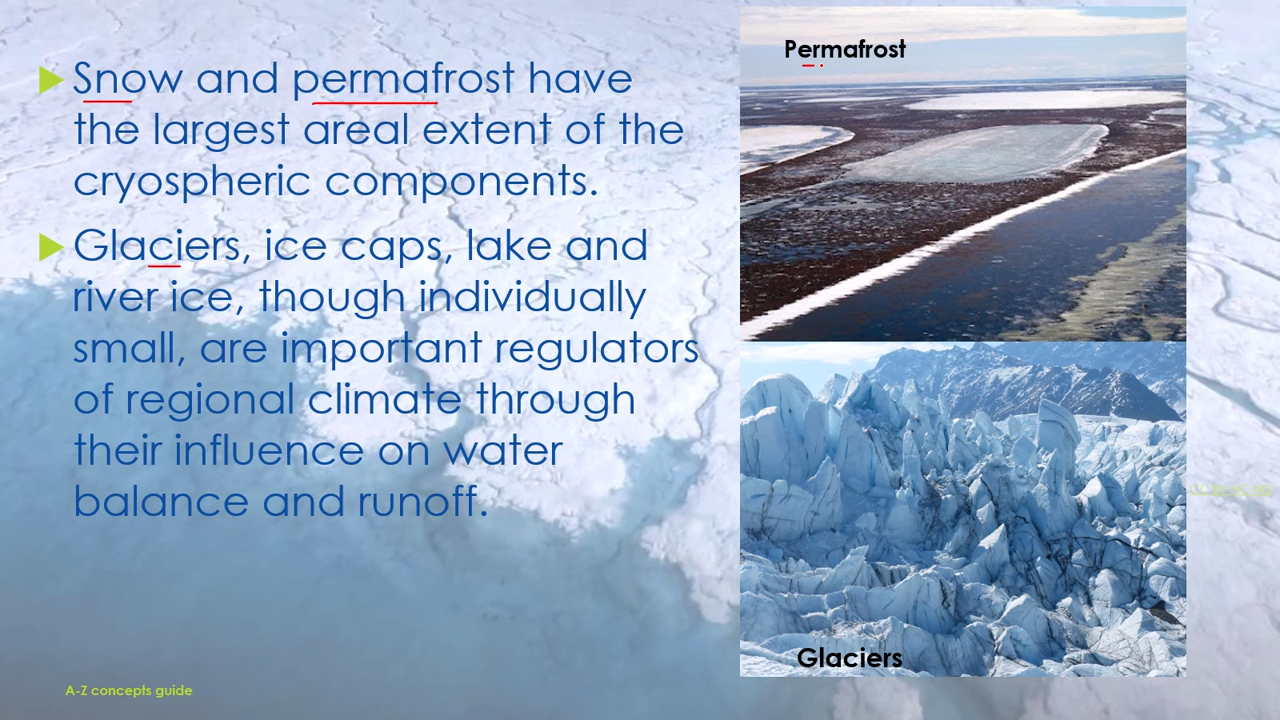 Snow and permafrost have
the largest areal extent of the
cryospheric components.
Glaciers, ice caps, lake and
river ice, though individually
small, are important regulators
of regional climate through
their influence on water
balance and runoff.
Permafrost
Glaciers
A-Z concepts guide